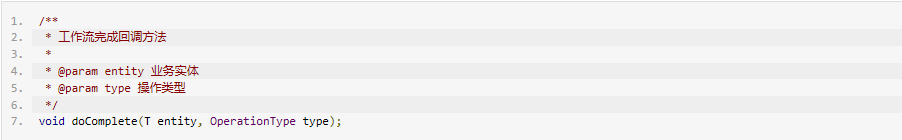 1. /**
2.  * 工作流完成回调方法
3.  *
4.  * @param entity 业务实体
5.  * @param type 操作类型
6.  */
7. void doComplete(T entity, OperationType type);